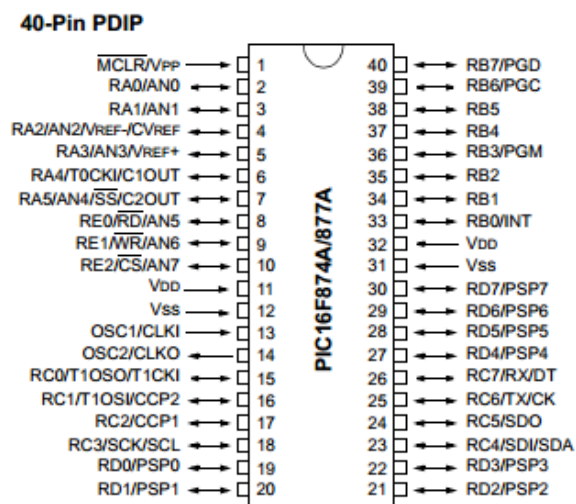 40-Pin PDIP
MCLR/VPP 1 40 RB7/PGD
RA0/AN0 2 39 RB6/PGC
RA1/AN1 3 38 RB5
RA2/AN2/VREF-/CVREF 4 37 RB4
RA3/AN3/VREF+ 5 36 RB3/PGM
RA4/T0CKI/C1OUT 6 35 RB2
RA5/AN4/SS/C2OUT 7 34 RB1
RE0/RD/AN5 8 33 RB0/INT
RE1/WR/AN6 9 32 VDD
RE2/CS/AN7 10 31 VSS
VDD 11 30 RD7/PSP7
VSS 12 29 RD6/PSP6
OSC1/CLKI 13 28 RD5/PSP5
OSC2/CLKO 14 27 RD4/PSP4
RC0/T1OSO/T1CKI 15 26 RC7/RX/DT
RC1/T1OSI/CCP2 16 25 RC6/TX/CK
RC2/CCP1 17 24 RC5/SDO
RC3/SCK/SCL 18 23 RC4/SDI/SDA
RD0/PSP0 19 22 RD3/PSP3
RD1/PSP1 20 21 RD2/PSP2
PIC16F874A/877A